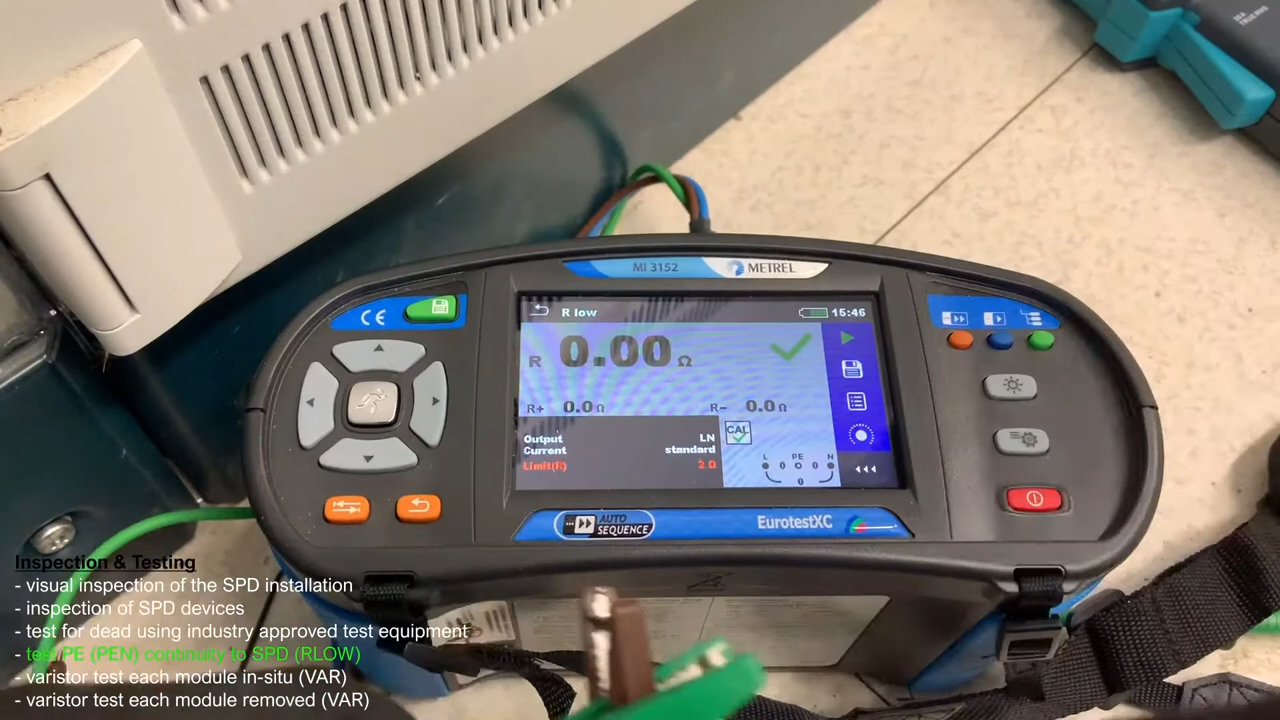 MI 3152 METREL
CE
R low 15:46
R 0.00 Ω
R+ 0.0 Ω R- 0.0 Ω
Output LN
Current standard
Limit(R) 2 Ω
CAL
L PE N
0 0
0
AUTO SEQUENCE
EurotestXC
Inspection & Testing
- visual inspection of the SPD installation
- inspection of SPD devices
- test for dead using industry approved test equipment
- test PE (PEN) continuity to SPD (RLOW)
- varistor test each module in-situ (VAR)
- varistor test each module removed (VAR)